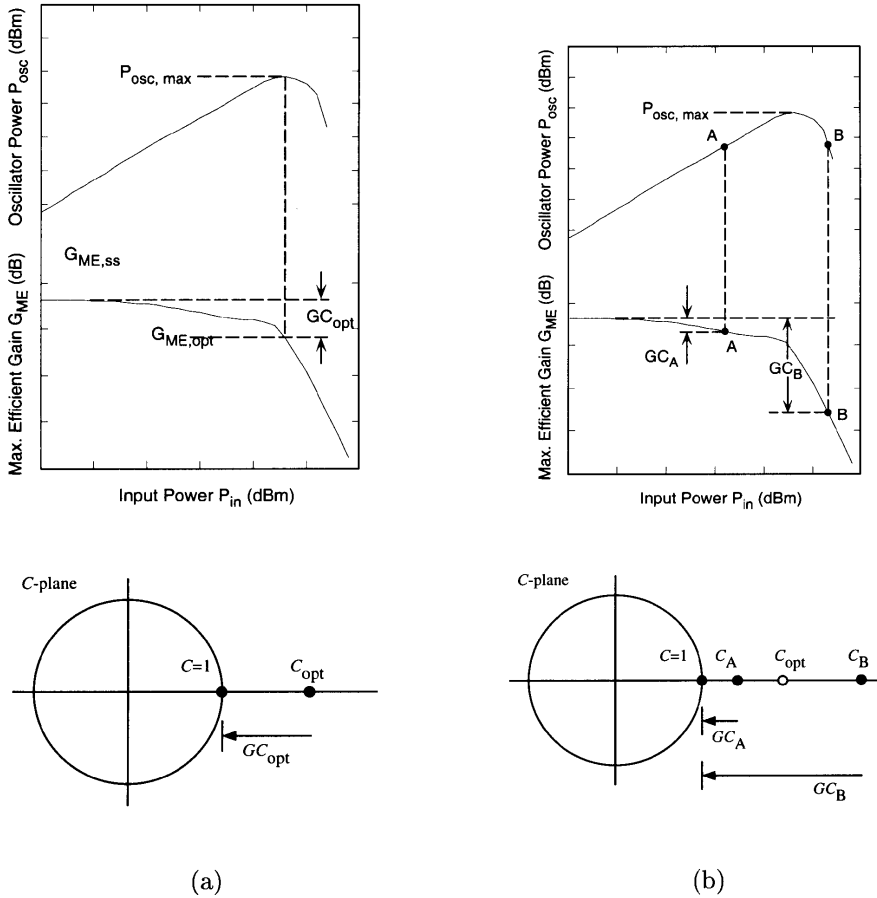 Oscillator Power P_osc (dBm)
P_osc, max
G_ME,ss
Max. Efficient Gain G_ME (dB)
GC_opt
G_ME,opt
Input Power P_in (dBm)
C-plane
C=1
C_opt
GC_opt
(a)
Oscillator Power P_osc (dBm)
P_osc, max
A
B
Max. Efficient Gain G_ME (dB)
GC_A
A
GC_B
B
Input Power P_in (dBm)
C-plane
C=1
C_A
C_opt
C_B
GC_A
GC_B
(b)